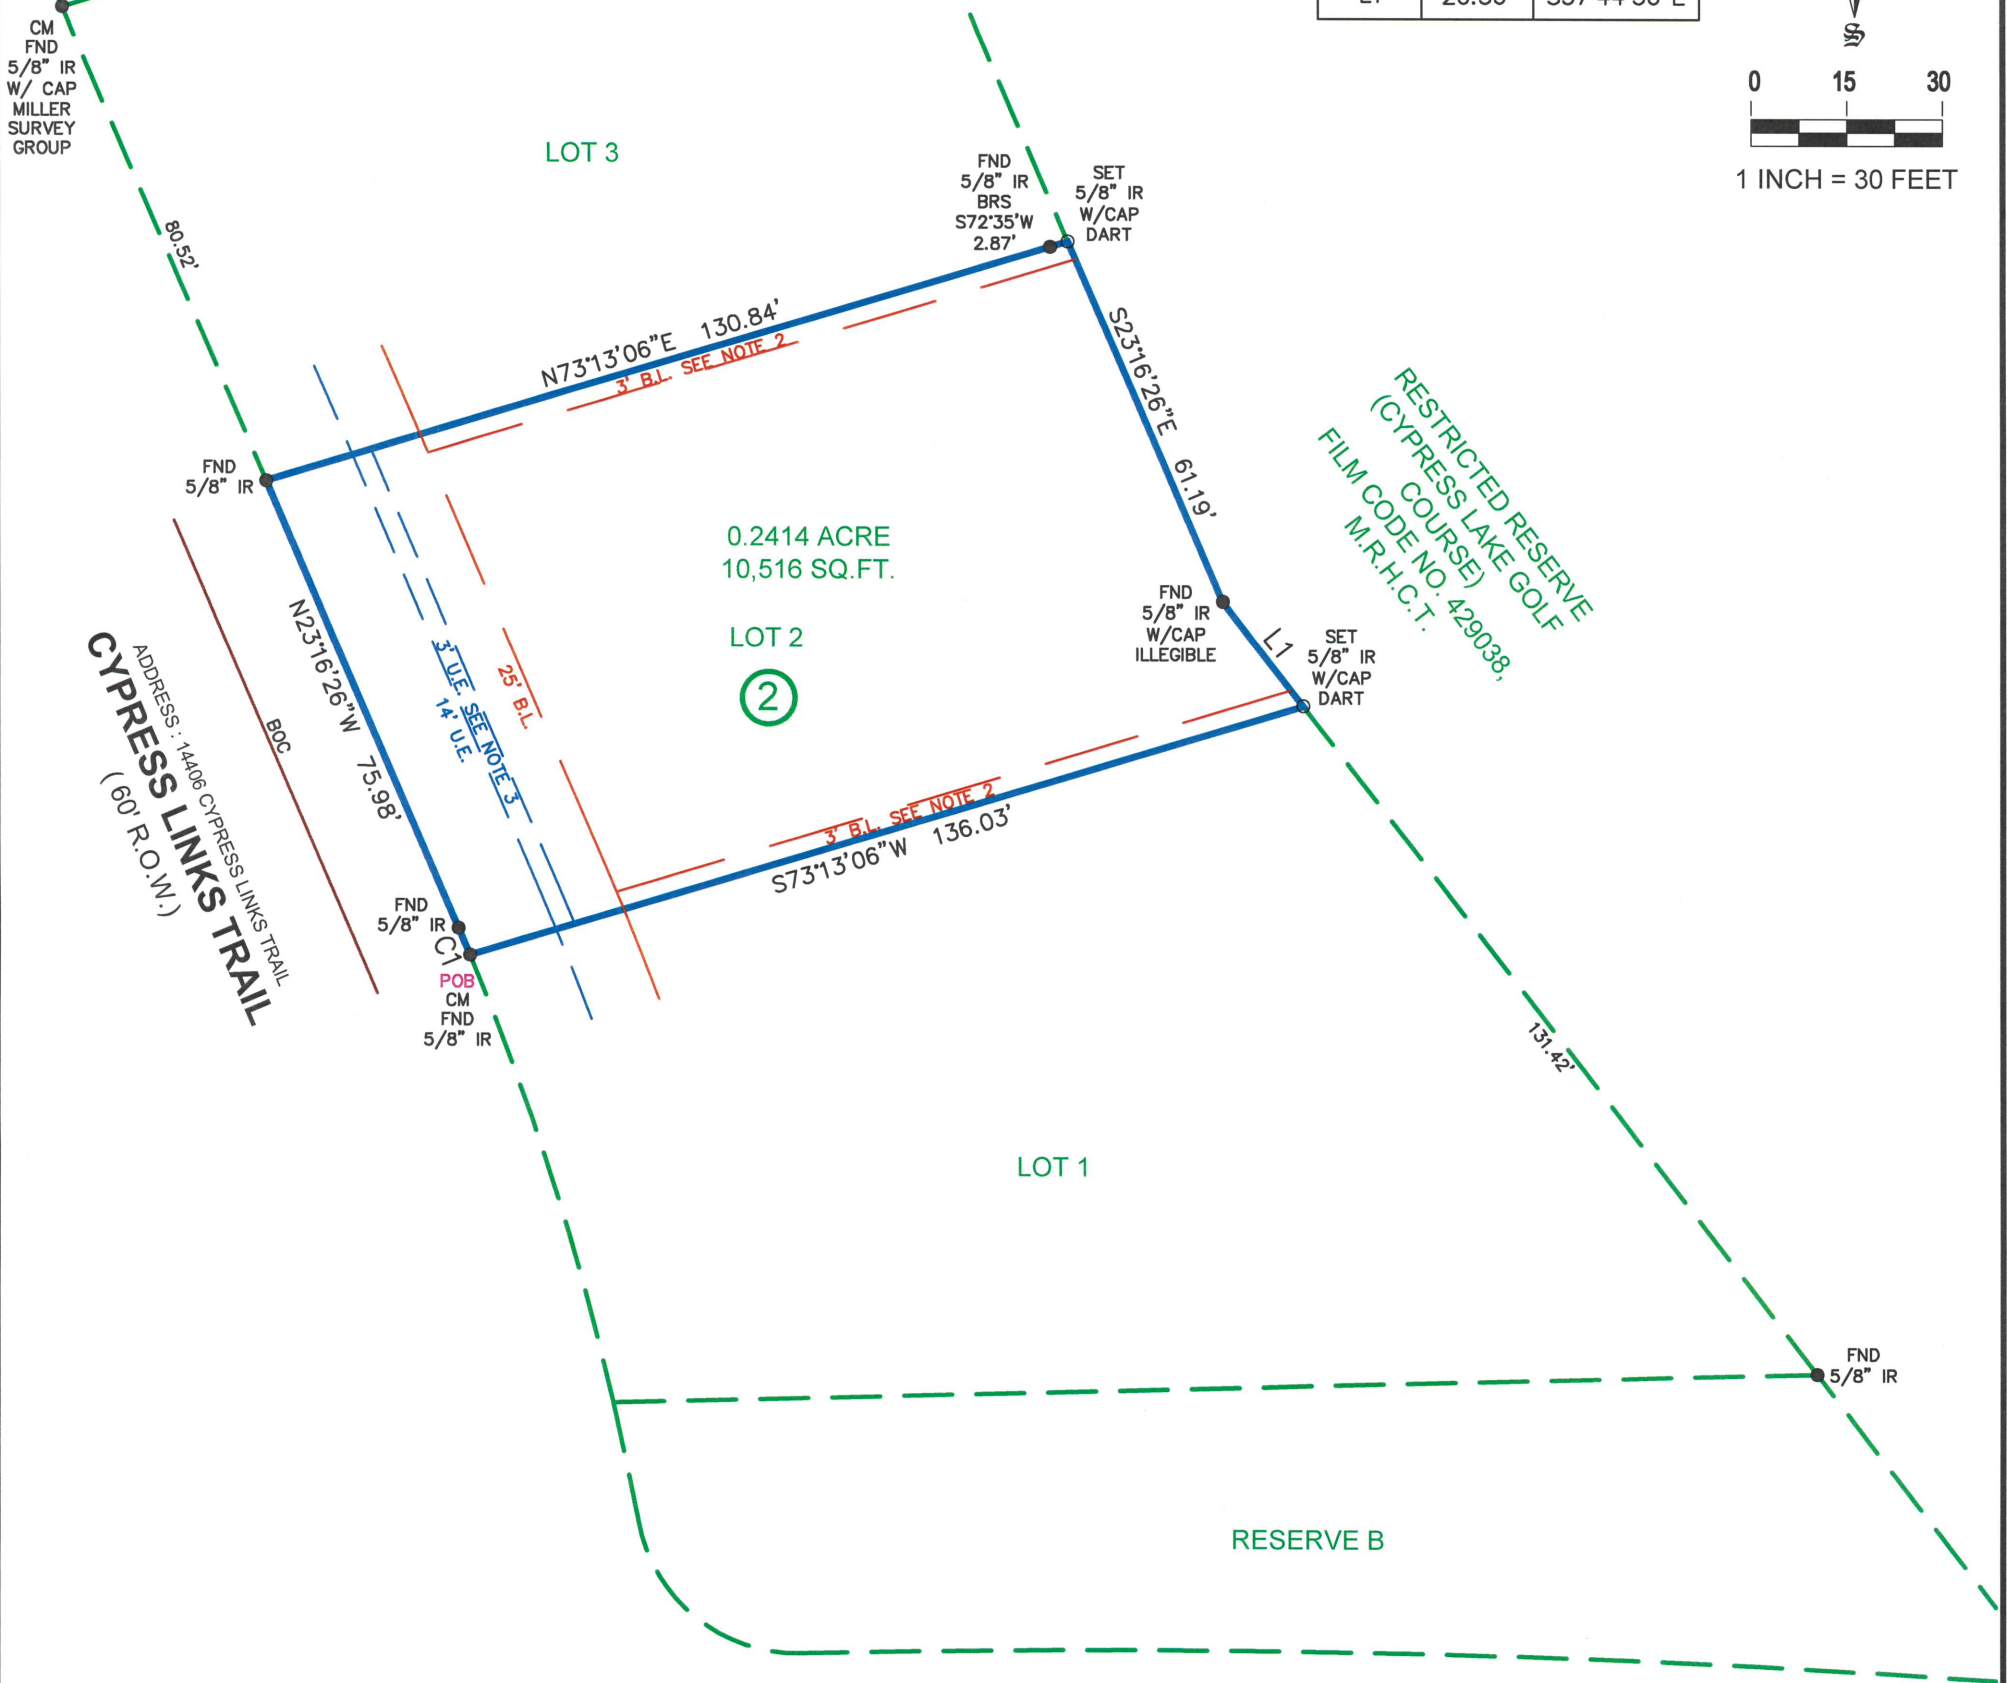 CM
FND
5/8" IR
W/ CAP
MILLER
SURVEY
GROUP
S
0 15 30
1 INCH = 30 FEET
LOT 3
80.52'
FND
5/8" IR
BRS
S72°35'W
2.87'
SET
5/8" IR
W/CAP
DART
N73°13'06"E 130.84'
3' B.L. SEE NOTE 2
S23°16'26"E 61.19'
RESTRICTED RESERVE
(CYPRESS LAKE GOLF
COURSE)
FILM CODE NO. 429038,
M.R.H.C.T.
FND
5/8" IR
0.2414 ACRE
10,516 SQ.FT.
LOT 2
2
FND
5/8" IR
W/CAP
ILLEGIBLE
L1
SET
5/8" IR
W/CAP
DART
N23°16'26"W 75.98'
3' U.E. SEE NOTE 3
14' U.E.
25' B.L.
BOC
ADDRESS: 14406 CYPRESS LINKS TRAIL
CYPRESS LINKS TRAIL
( 60' R.O.W.)
3' B.L. SEE NOTE 2
S73°13'06"W 136.03'
FND
5/8" IR
C1
POB
CM
FND
5/8" IR
131.42'
LOT 1
FND
5/8" IR
RESERVE B